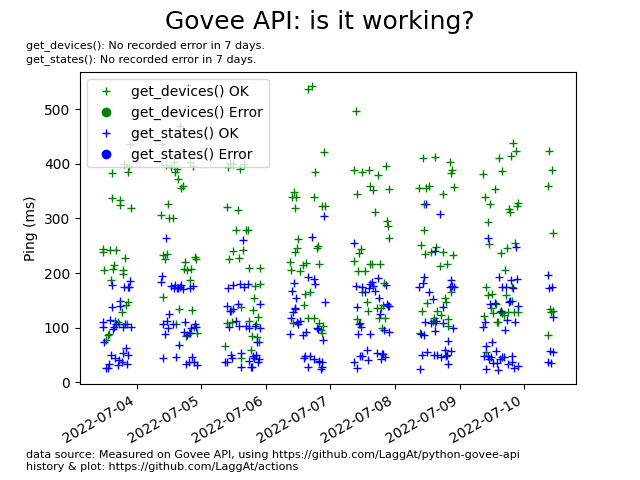 Govee API: is it working?
get_devices(): No recorded error in 7 days.
get_states(): No recorded error in 7 days.
get_devices() OK
get_devices() Error
get_states() OK
get_states() Error
Ping (ms)
500
400
300
200
100
0
2022-07-04
2022-07-05
2022-07-06
2022-07-07
2022-07-08
2022-07-09
2022-07-10
data source: Measured on Govee API, using https://github.com/LaggAt/python-govee-api
history & plot: https://github.com/LaggAt/actions